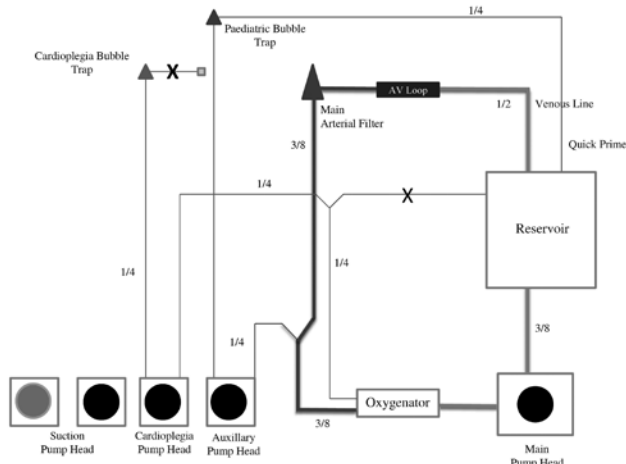 1/4
Paediatric Bubble
Trap
Cardioplegia Bubble
Trap
X
AV Loop
1/2
Venous Line
Main
Arterial Filter
3/8
Quick Prime
1/4
X
Reservoir
1/4
1/4
1/4
3/8
Oxygenator
3/8
Suction
Pump Head
Cardioplegia
Pump Head
Auxillary
Pump Head
Main
Pump Head